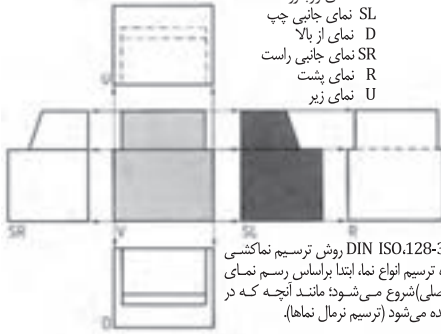 SL نمای جانبی چپ
D نمای از بالا
SR نمای جانبی راست
R نمای پشت
U نمای زیر
U
SR
V
SL
R
D
DIN ISO،128-3 روش ترسیم نماکشی
ترسیم انواع نما، ابتدا براساس رسم نمای
صلی)شروع می‌شود؛ مانند آنچه که در
ده می‌شود (ترسیم نرمال نماها).